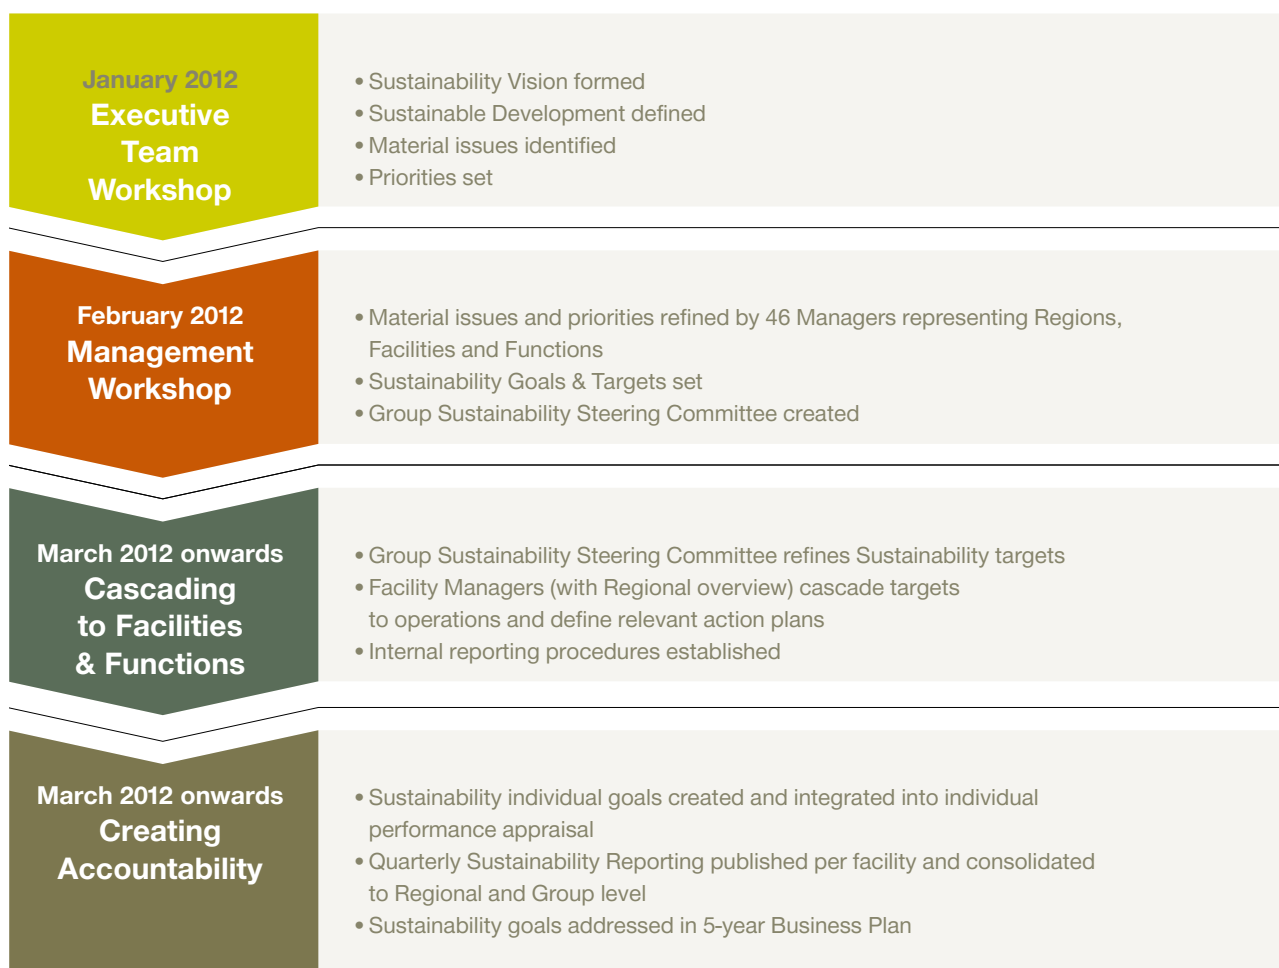 January 2012
Executive
Team
Workshop
• Sustainability Vision formed
• Sustainable Development defined
• Material issues identified
• Priorities set
February 2012
Management
Workshop
• Material issues and priorities refined by 46 Managers representing Regions,
Facilities and Functions
• Sustainability Goals & Targets set
• Group Sustainability Steering Committee created
March 2012 onwards
Cascading
to Facilities
& Functions
• Group Sustainability Steering Committee refines Sustainability targets
• Facility Managers (with Regional overview) cascade targets
to operations and define relevant action plans
• Internal reporting procedures established
March 2012 onwards
Creating
Accountability
• Sustainability individual goals created and integrated into individual
performance appraisal
• Quarterly Sustainability Reporting published per facility and consolidated
to Regional and Group level
• Sustainability goals addressed in 5-year Business Plan